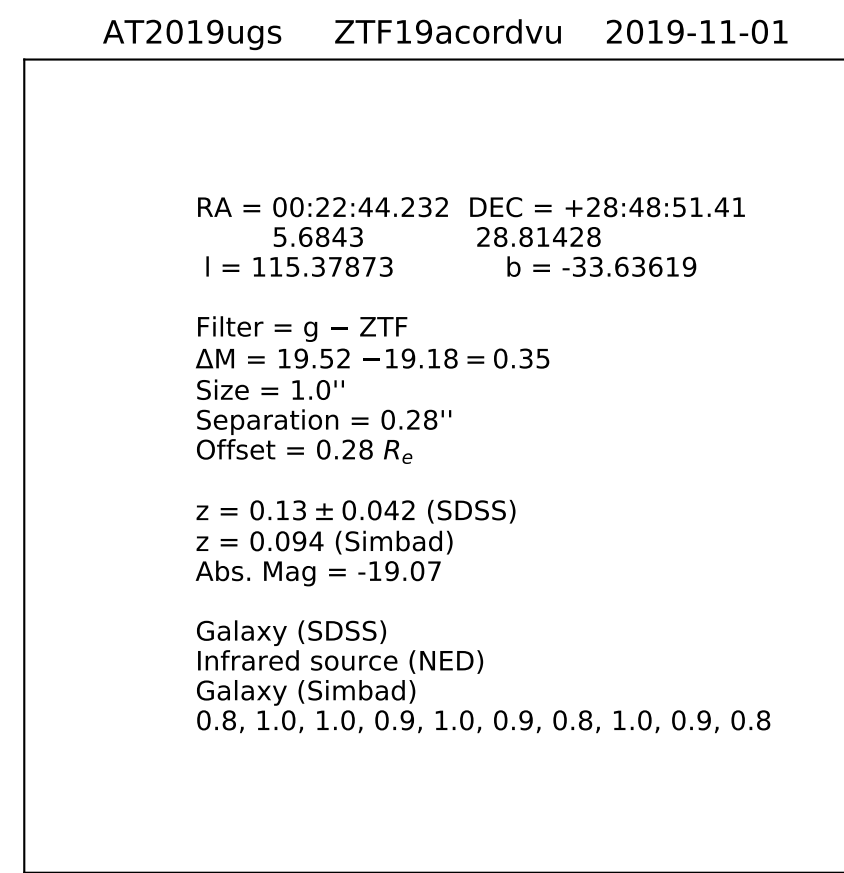 AT2019ugs ZTF19acordvu 2019-11-01
RA = 00:22:44.232 DEC = +28:48:51.41
5.6843 28.81428
l = 115.37873 b = -33.63619
Filter = g − ZTF
ΔM = 19.52 −19.18 = 0.35
Size = 1.0''
Separation = 0.28''
Offset = 0.28 Rₑ
z = 0.13 ± 0.042 (SDSS)
z = 0.094 (Simbad)
Abs. Mag = -19.07
Galaxy (SDSS)
Infrared source (NED)
Galaxy (Simbad)
0.8, 1.0, 1.0, 0.9, 1.0, 0.9, 0.8, 1.0, 0.9, 0.8